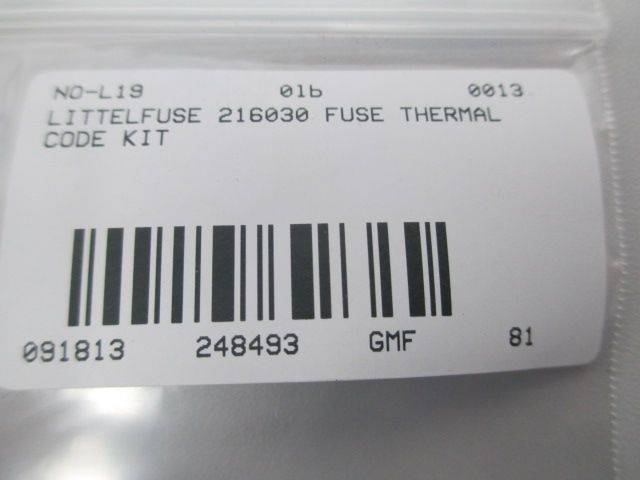 NO-L19 01b 0013
LITTELFUSE 216030 FUSE THERMAL
CODE KIT
091813 248493 GMF 81